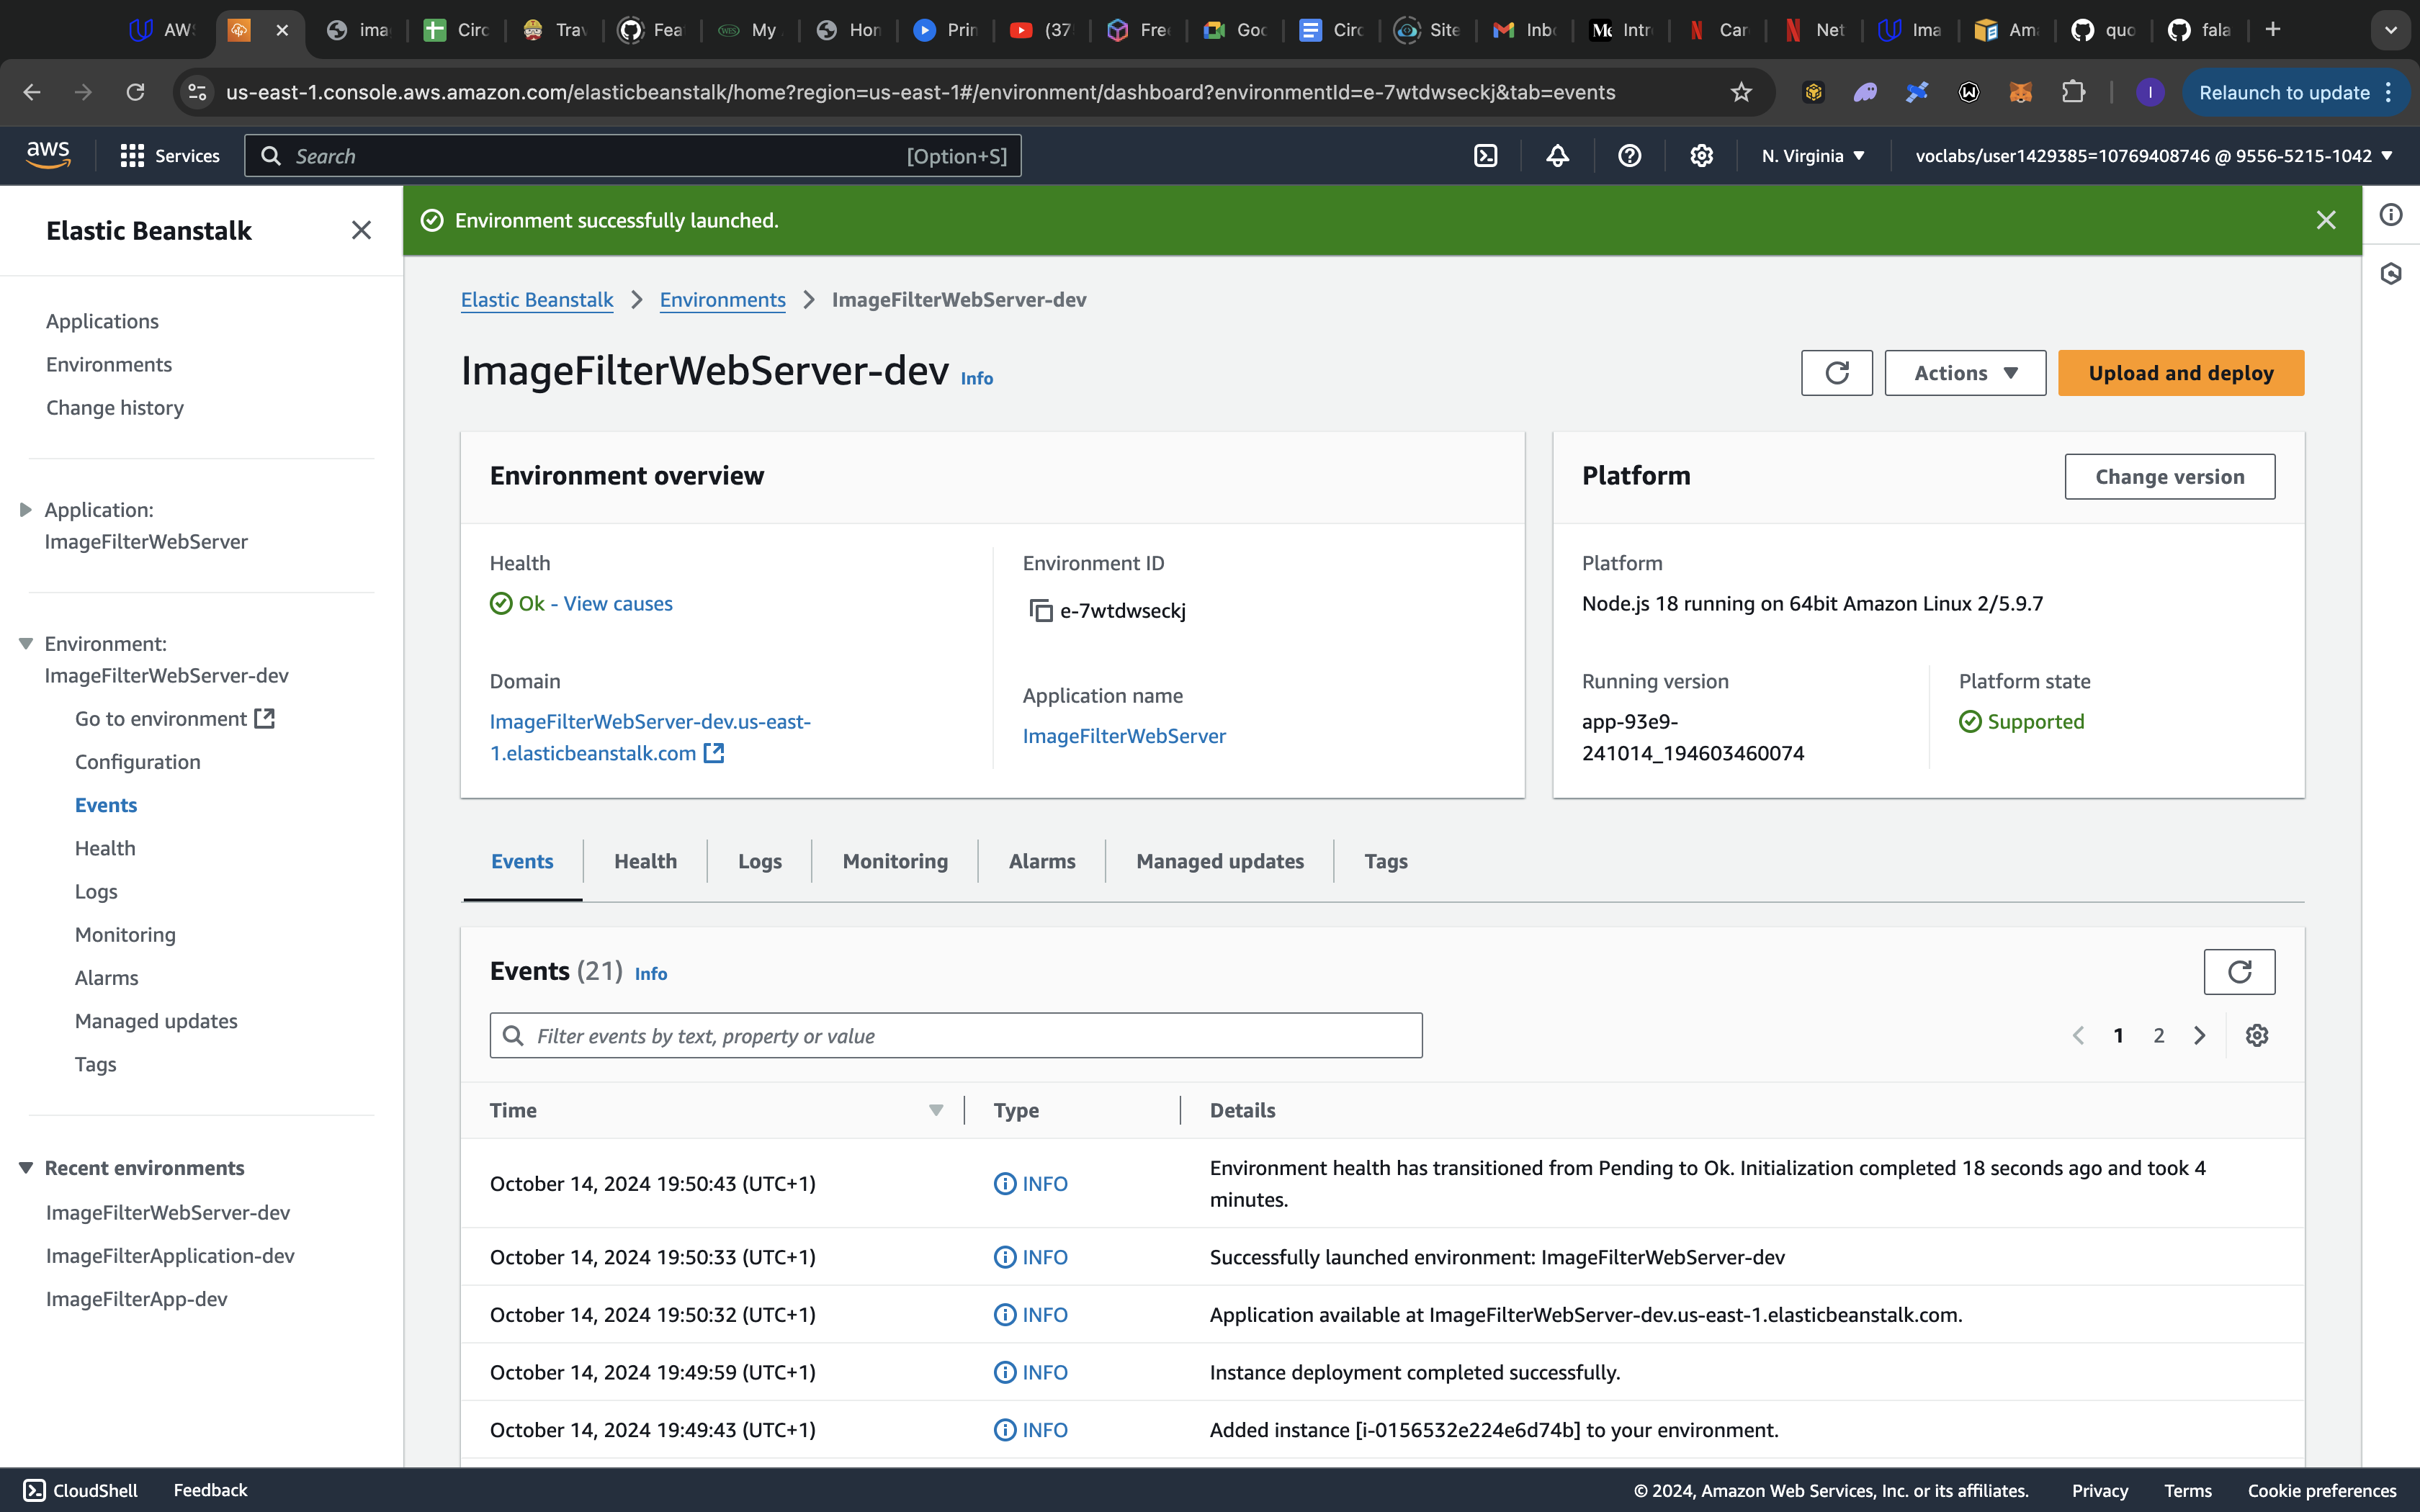 AW
ima
Circ
Trav
Fea
My
Hon
Prin
(37
Free
Goo
Circ
Site
Inbo
Intr
Car
Net
Ima
Ama
quo
fala
us-east-1.console.aws.amazon.com/elasticbeanstalk/home?region=us-east-1#/environment/dashboard?environmentId=e-7wtdwseckj&tab=events
Relaunch to update
aws
Services
Search
[Option+S]
N. Virginia
voclabs/user1429385=10769408746 @ 9556-5215-1042
Elastic Beanstalk
Applications
Environments
Change history
Application:
ImageFilterWebServer
Environment:
ImageFilterWebServer-dev
Go to environment
Configuration
Events
Health
Logs
Monitoring
Alarms
Managed updates
Tags
Recent environments
ImageFilterWebServer-dev
ImageFilterApplication-dev
ImageFilterApp-dev
Environment successfully launched.
Elastic Beanstalk > Environments > ImageFilterWebServer-dev
ImageFilterWebServer-dev Info
Actions
Upload and deploy
Environment overview
Health
Ok - View causes
Domain
ImageFilterWebServer-dev.us-east-
1.elasticbeanstalk.com
Environment ID
e-7wtdwseckj
Application name
ImageFilterWebServer
Platform
Change version
Platform
Node.js 18 running on 64bit Amazon Linux 2/5.9.7
Running version
app-93e9-
241014_194603460074
Platform state
Supported
Events
Health
Logs
Monitoring
Alarms
Managed updates
Tags
Events (21) Info
Filter events by text, property or value
1 2
Time Type Details
October 14, 2024 19:50:43 (UTC+1) INFO Environment health has transitioned from Pending to Ok. Initialization completed 18 seconds ago and took 4
minutes.
October 14, 2024 19:50:33 (UTC+1) INFO Successfully launched environment: ImageFilterWebServer-dev
October 14, 2024 19:50:32 (UTC+1) INFO Application available at ImageFilterWebServer-dev.us-east-1.elasticbeanstalk.com.
October 14, 2024 19:49:59 (UTC+1) INFO Instance deployment completed successfully.
October 14, 2024 19:49:43 (UTC+1) INFO Added instance [i-0156532e224e6d74b] to your environment.
CloudShell
Feedback
© 2024, Amazon Web Services, Inc. or its affiliates.
Privacy
Terms
Cookie preferences